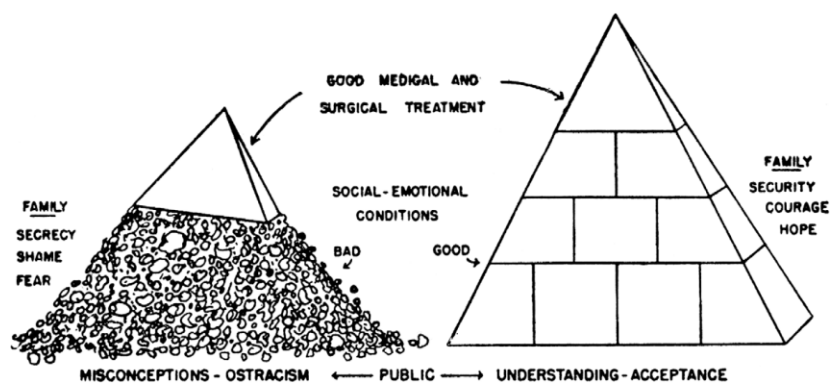 GOOD MEDICAL AND
SURGICAL TREATMENT
FAMILY
SECRECY
SHAME
FEAR
SOCIAL-EMOTIONAL
CONDITIONS
BAD
GOOD
FAMILY
SECURITY
COURAGE
HOPE
MISCONCEPTIONS - OSTRACISM ← PUBLIC → UNDERSTANDING - ACCEPTANCE